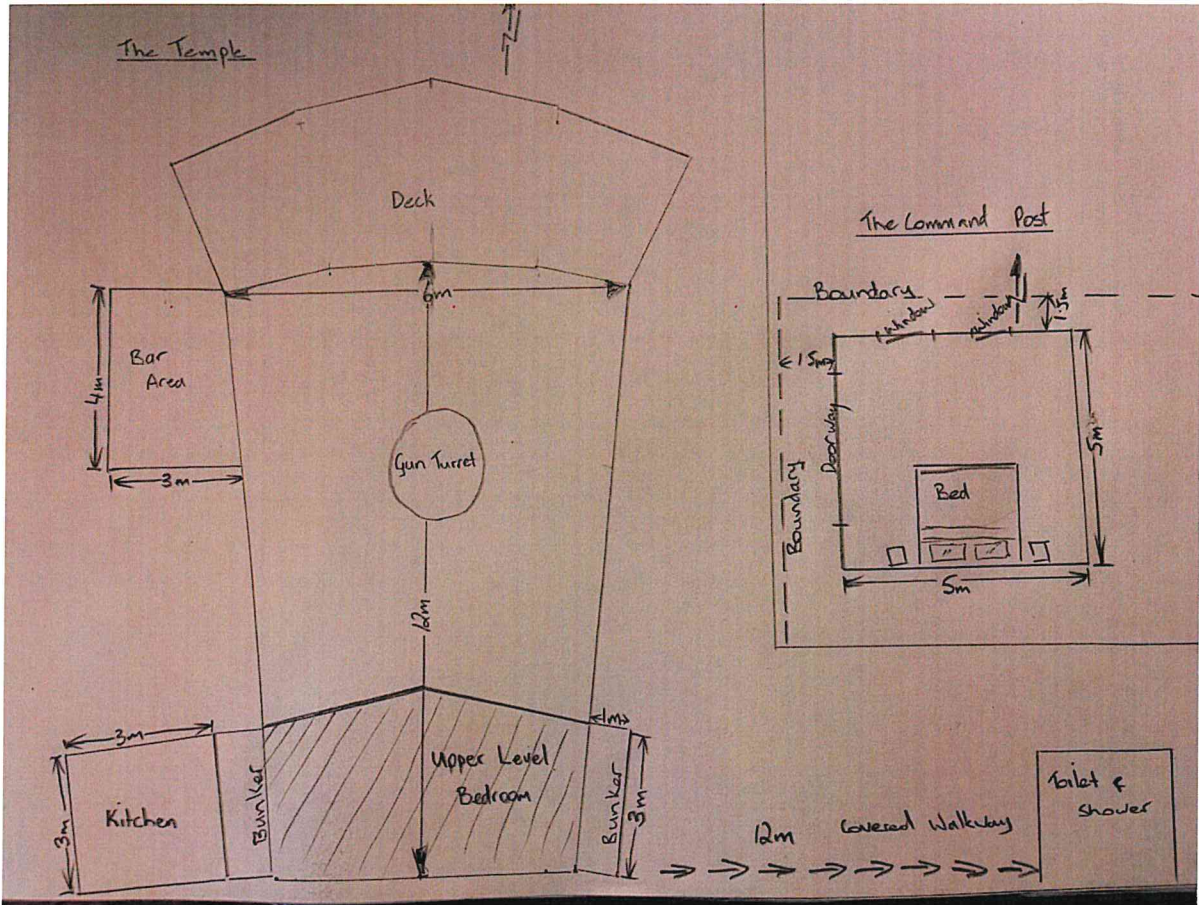 The Temple
Deck
6m
Bar
Area
4m
3m
Gun Turret
12m
3m
3m
Kitchen
Bunker
Upper Level
Bedroom
Bunker
1m
3m
12m Covered Walkway
Toilet &
Shower
The Command Post
Boundary
1.5m
window
window
1.5m
Doorway
Boundary
Bed
5m
5m